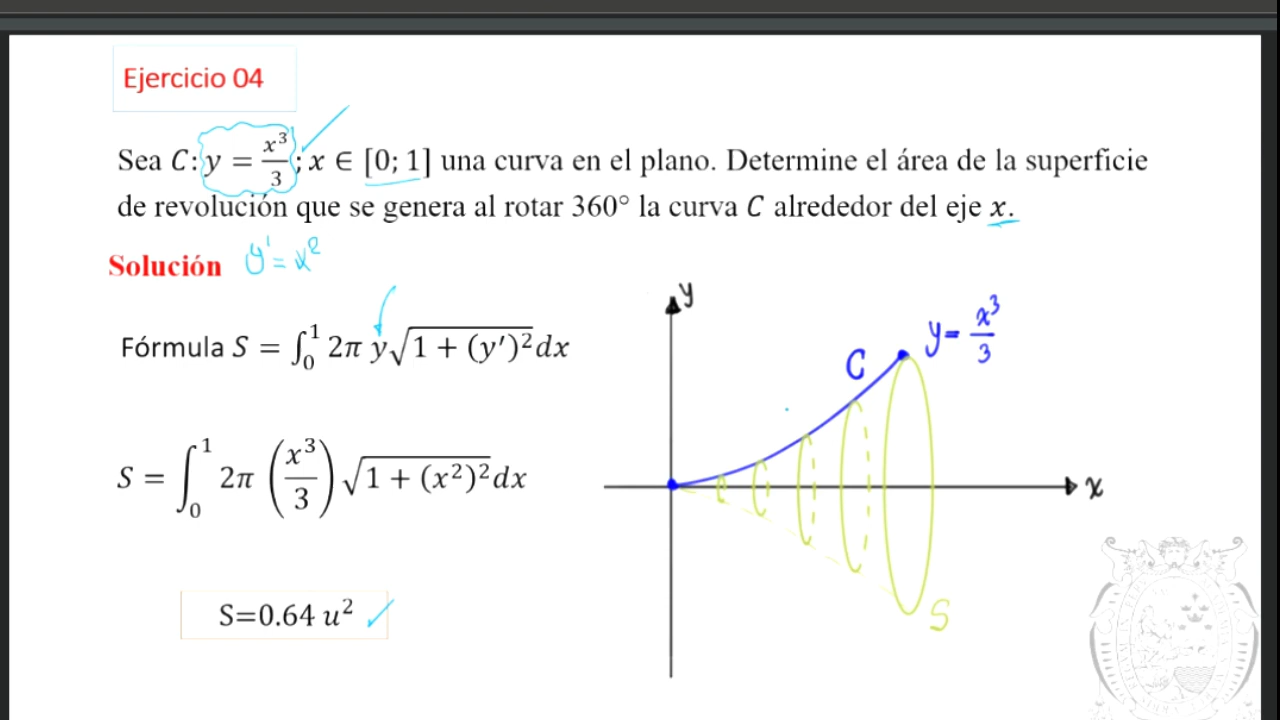 Ejercicio 04
Sea C: y = x³/3; x ∈ [0; 1] una curva en el plano. Determine el área de la superficie
de revolución que se genera al rotar 360° la curva C alrededor del eje x.
Solución y' = x²
Fórmula S = ∫₀¹ 2π y√(1 + (y′)²)dx
S = ∫₀¹ 2π (x³/3) √(1 + (x²)²)dx
S=0.64 u²
y
y = x³/3
C
x
S